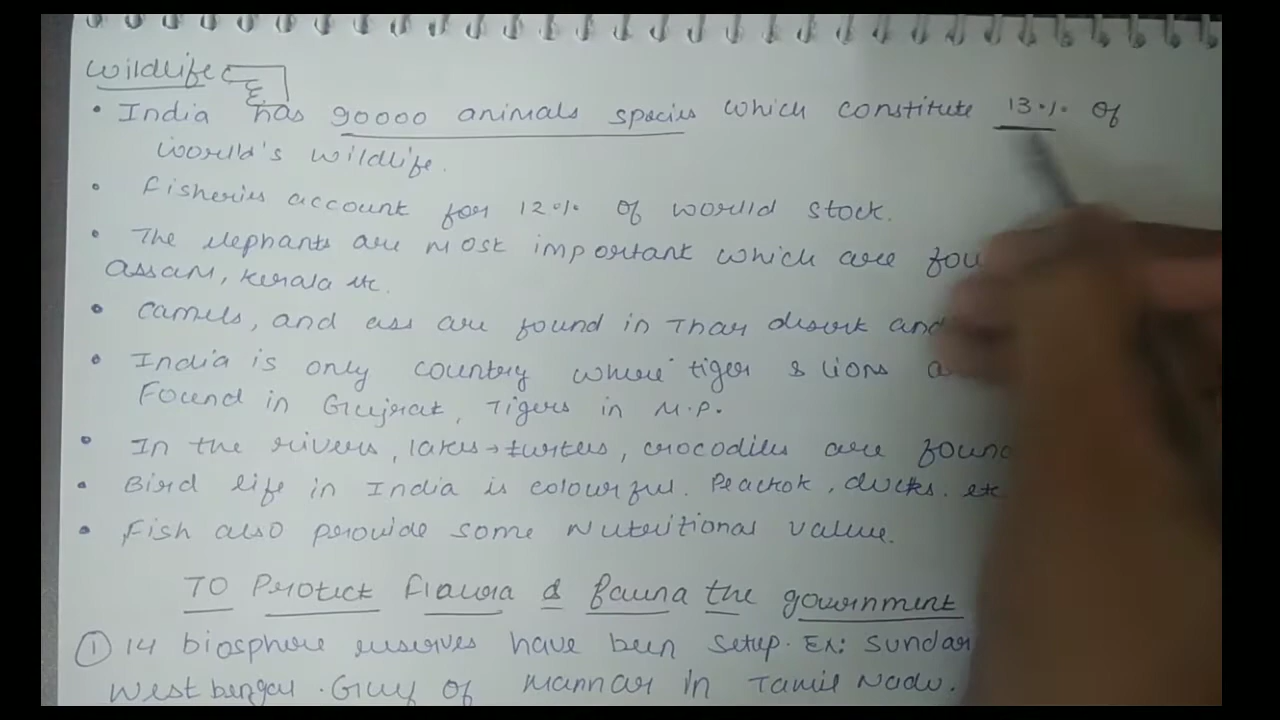 Wildlife
• India has 90000 animals species which constitute 13% of
World's wildlife.
• Fisheries account for 12% of world stock.
• The elephants are most important which are fou
Assam, Kerala etc.
• Camels, and ass are found in Thar desert and
• India is only country where tiger & lions a
Found in Gujrat, Tigers in M.P.
• In the rivers, lakes → turtles, crocodiles are found
• Bird life in India is colourful. Peackok, ducks. etc
• Fish also provide some Nutritional value.
To Protect Flaura & fauna the government
① 14 biosphere reserves have been setup. Ex: Sundar
West bengal. Gulf of Mannar in Tamil Nadu.